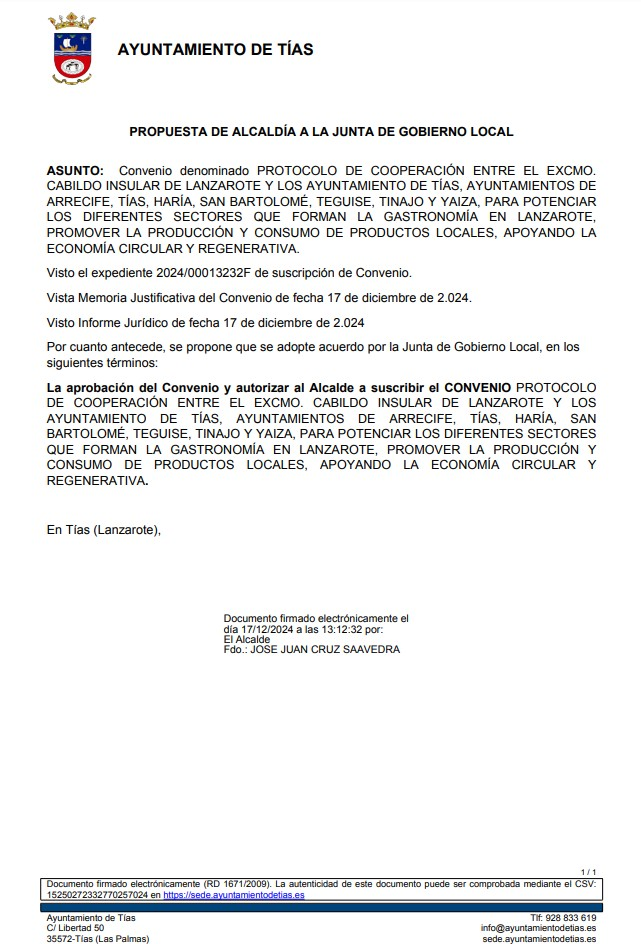 AYUNTAMIENTO DE TÍAS
PROPUESTA DE ALCALDÍA A LA JUNTA DE GOBIERNO LOCAL
ASUNTO: Convenio denominado PROTOCOLO DE COOPERACIÓN ENTRE EL EXCMO.
CABILDO INSULAR DE LANZAROTE Y LOS AYUNTAMIENTO DE TÍAS, AYUNTAMIENTOS DE
ARRECIFE, TÍAS, HARÍA, SAN BARTOLOMÉ, TEGUISE, TINAJO Y YAIZA, PARA POTENCIAR
LOS DIFERENTES SECTORES QUE FORMAN LA GASTRONOMÍA EN LANZAROTE,
PROMOVER LA PRODUCCIÓN Y CONSUMO DE PRODUCTOS LOCALES, APOYANDO LA
ECONOMÍA CIRCULAR Y REGENERATIVA.
Visto el expediente 2024/00013232F de suscripción de Convenio.
Vista Memoria Justificativa del Convenio de fecha 17 de diciembre de 2.024.
Visto Informe Jurídico de fecha 17 de diciembre de 2.024
Por cuanto antecede, se propone que se adopte acuerdo por la Junta de Gobierno Local, en los
siguientes términos:
La aprobación del Convenio y autorizar al Alcalde a suscribir el CONVENIO PROTOCOLO
DE COOPERACIÓN ENTRE EL EXCMO. CABILDO INSULAR DE LANZAROTE Y LOS
AYUNTAMIENTO DE TÍAS, AYUNTAMIENTOS DE ARRECIFE, TÍAS, HARÍA, SAN
BARTOLOMÉ, TEGUISE, TINAJO Y YAIZA, PARA POTENCIAR LOS DIFERENTES SECTORES
QUE FORMAN LA GASTRONOMÍA EN LANZAROTE, PROMOVER LA PRODUCCIÓN Y
CONSUMO DE PRODUCTOS LOCALES, APOYANDO LA ECONOMÍA CIRCULAR Y
REGENERATIVA.
En Tías (Lanzarote),
Documento firmado electrónicamente el
día 17/12/2024 a las 13:12:32 por:
El Alcalde
Fdo.: JOSE JUAN CRUZ SAAVEDRA
1 / 1
Documento firmado electrónicamente (RD 1671/2009). La autenticidad de este documento puede ser comprobada mediante el CSV:
15250272332770257024 en https://sede.ayuntamientodetias.es
Ayuntamiento de Tías
C/ Libertad 50
35572-Tías (Las Palmas)
Tlf: 928 833 619
info@ayuntamientodetias.es
sede.ayuntamientodetias.es